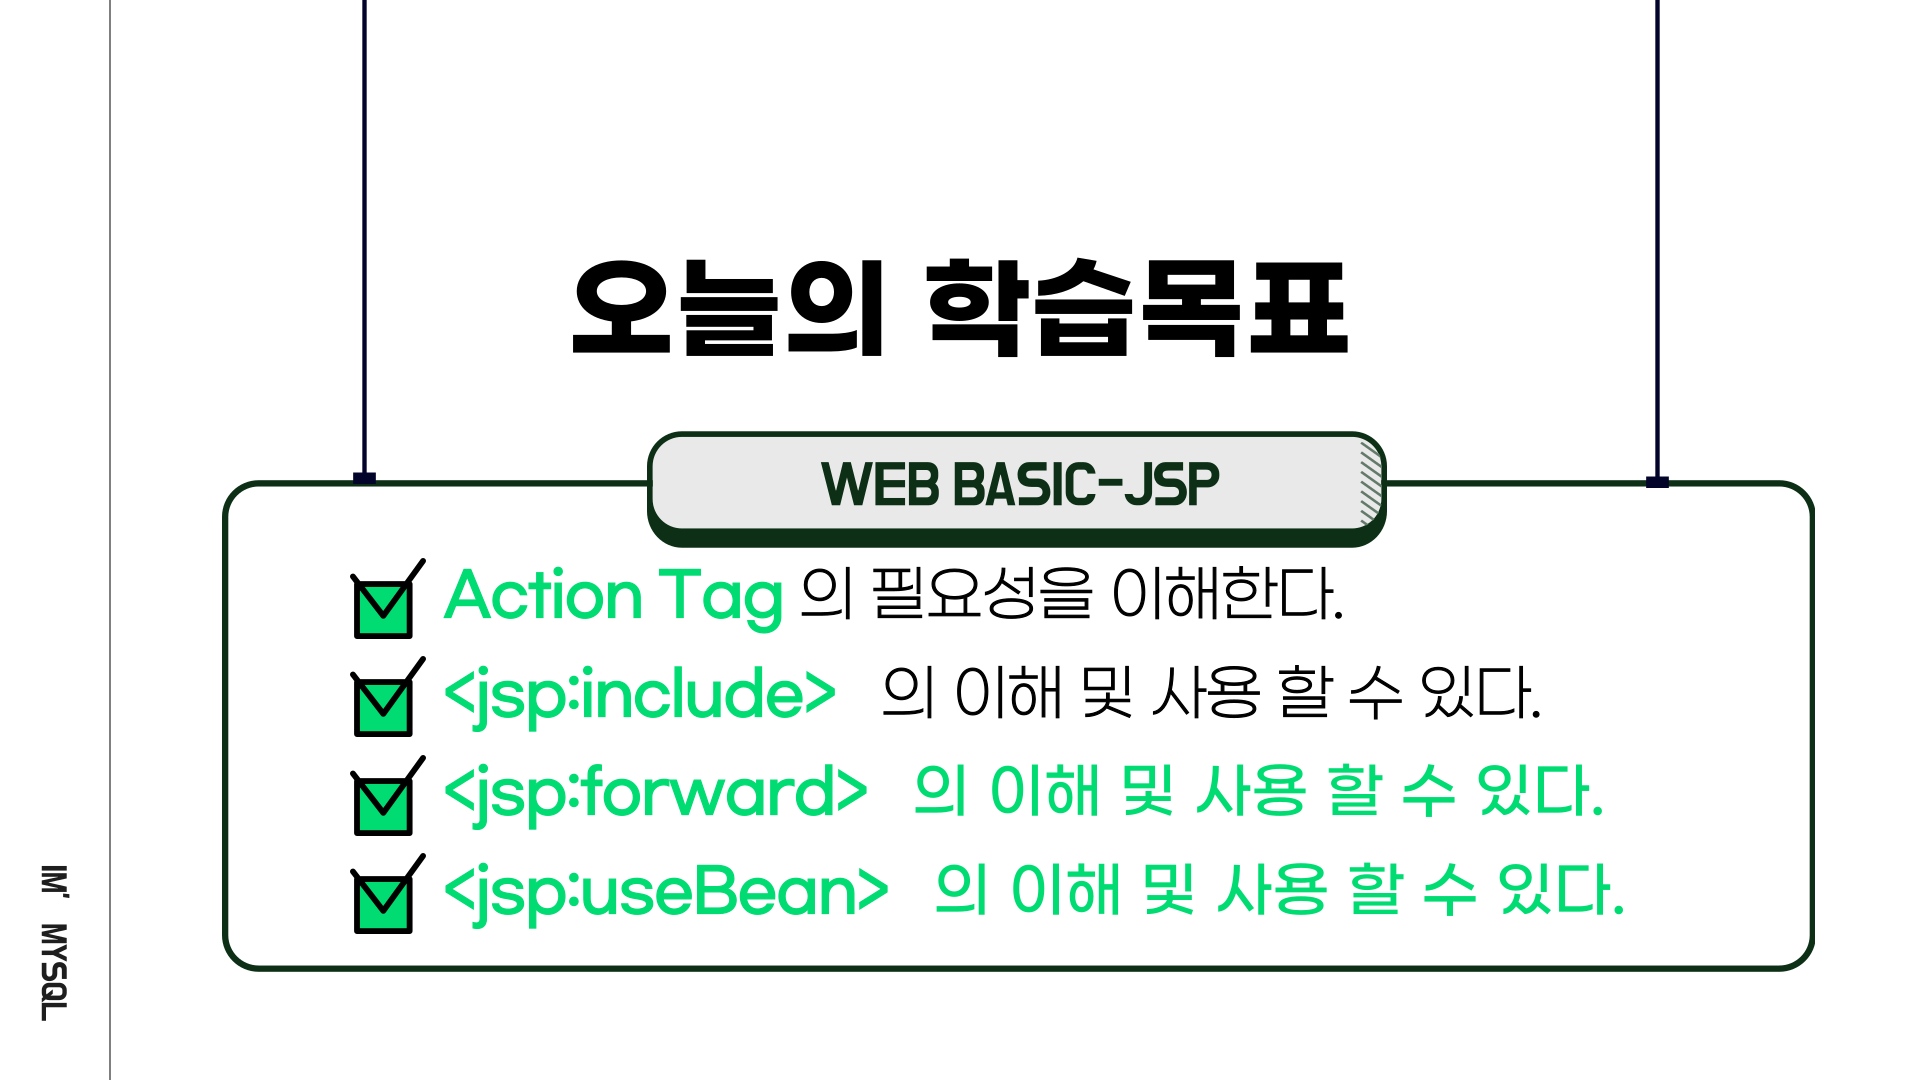 오늘의 학습목표
WEB BASIC-JSP
Action Tag 의 필요성을 이해한다.
<jsp:include> 의 이해 및 사용 할 수 있다.
<jsp:forward> 의 이해 및 사용 할 수 있다.
<jsp:useBean> 의 이해 및 사용 할 수 있다.
IM' MYSQL